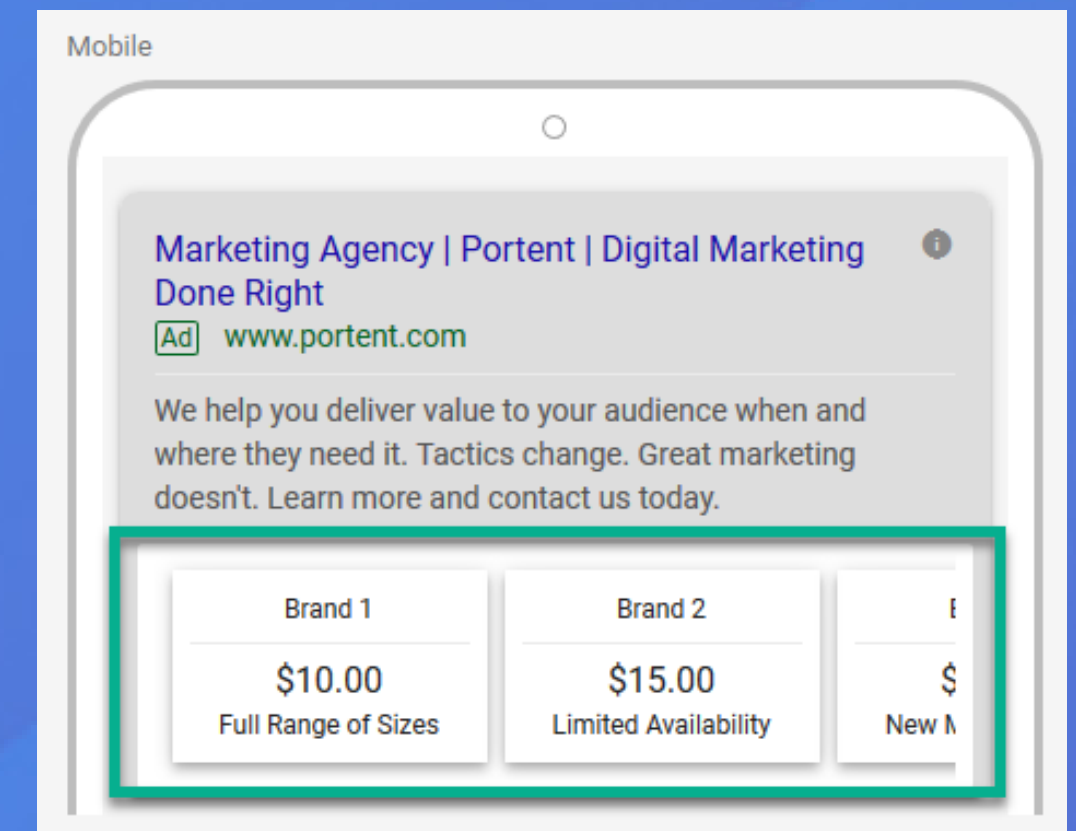 Mobile
Marketing Agency | Portent | Digital Marketing
Done Right
Ad www.portent.com
We help you deliver value to your audience when and
where they need it. Tactics change. Great marketing
doesn't. Learn more and contact us today.
Brand 1 Brand 2
$10.00 $15.00 $
Full Range of Sizes Limited Availability New